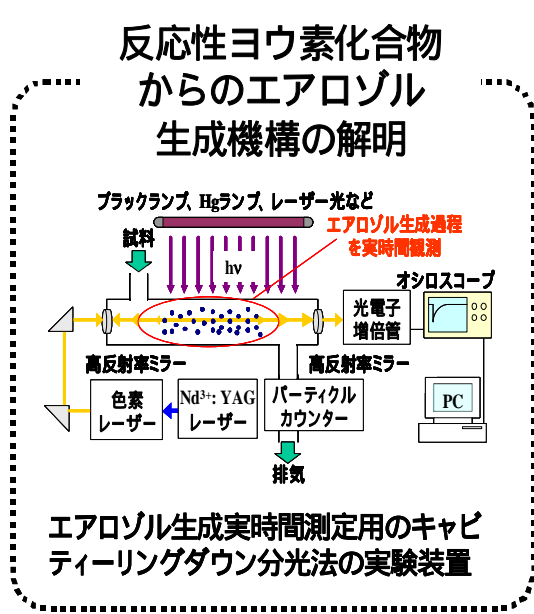 反応性ヨウ素化合物
からのエアロゾル
生成機構の解明
ブラックランプ、Hgランプ、レーザー光など
エアロゾル生成過程
を実時間観測
試料
hν
オシロスコープ
光電子
増倍管
高反射率ミラー
高反射率ミラー
色素
レーザー
Nd³⁺: YAG
レーザー
パーティクル
カウンター
PC
排気
エアロゾル生成実時間測定用のキャビ
ティーリングダウン分光法の実験装置